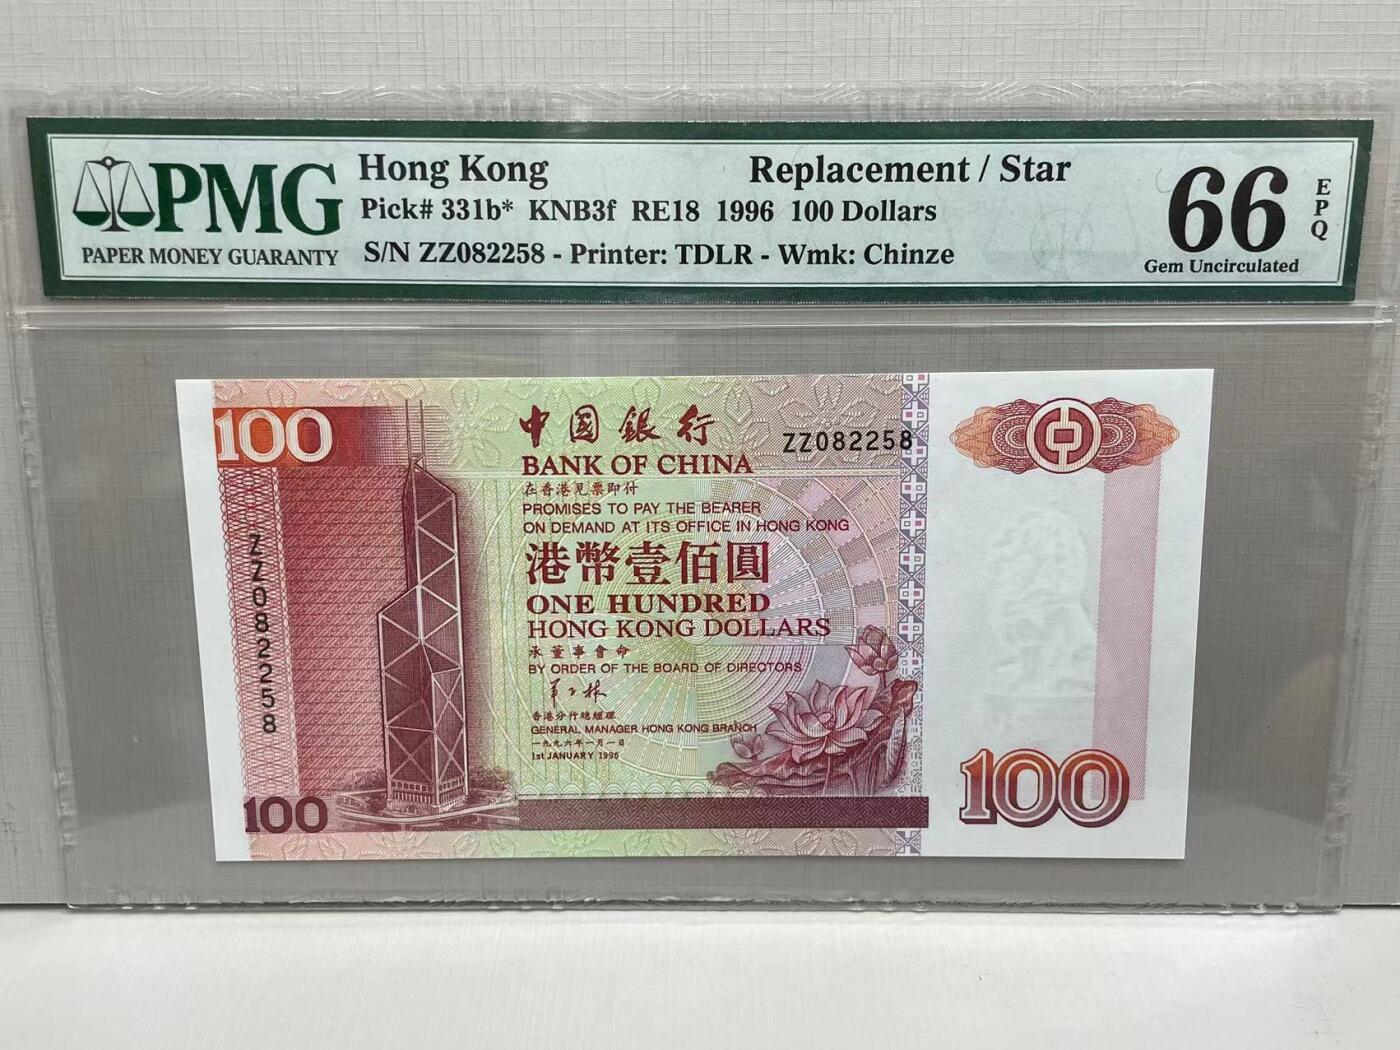 PMG
PAPER MONEY GUARANTY
Hong Kong Replacement / Star
Pick# 331b* KNB3f RE18 1996 100 Dollars
S/N ZZ082258 - Printer: TDLR - Wmk: Chinze
66
EPQ
Gem Uncirculated
100
中國銀行
ZZ082258
BANK OF CHINA
在香港見票即付
PROMISES TO PAY THE BEARER
ON DEMAND AT ITS OFFICE IN HONG KONG
港幣壹佰圓
ONE HUNDRED
HONG KONG DOLLARS
承董事會命
BY ORDER OF THE BOARD OF DIRECTORS
香港分行總經理
GENERAL MANAGER HONG KONG BRANCH
一九九六年一月一日
1st JANUARY 1996
ZZ082258
100
100